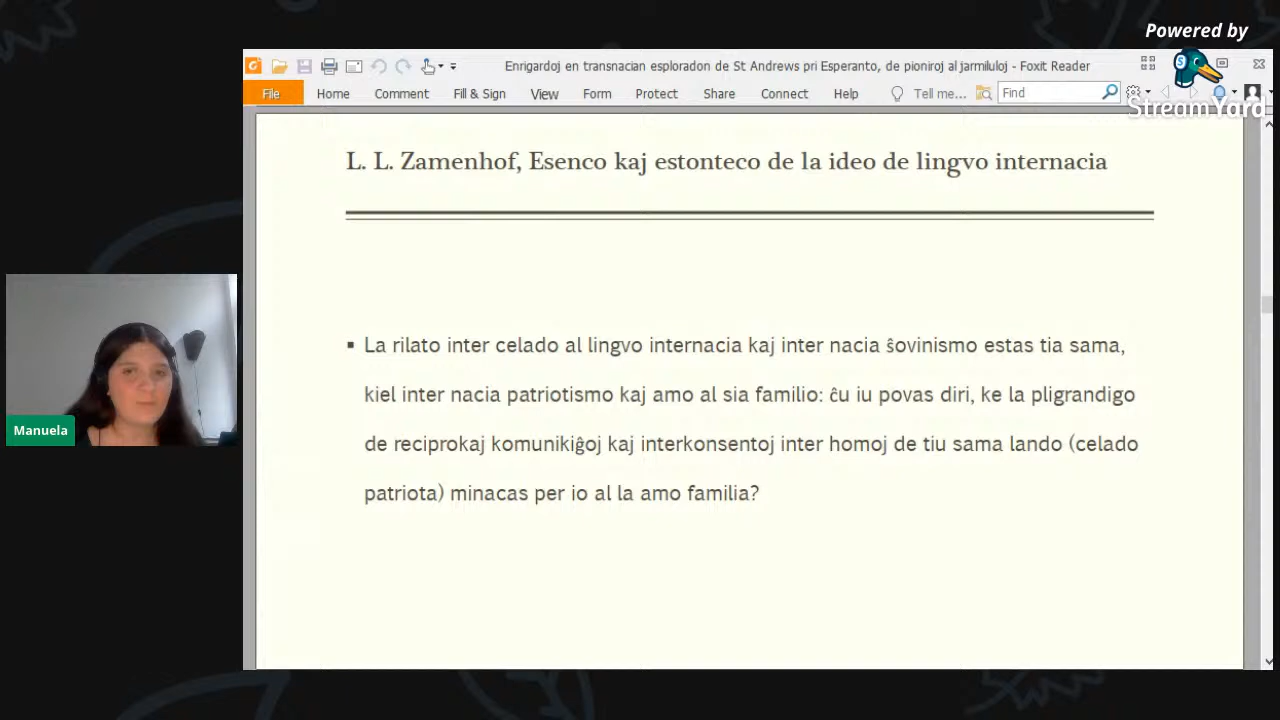 Powered by
StreamYard
Enrigardoj en transnacian esploradon de St Andrews pri Esperanto, de pioniroj al jarmiluloj - Foxit Reader
File Home Comment Fill & Sign View Form Protect Share Connect Help Tell me... Find
L. L. Zamenhof, Esenco kaj estonteco de la ideo de lingvo internacia
▪ La rilato inter celado al lingvo internacia kaj inter nacia ŝovinismo estas tia sama,
kiel inter nacia patriotismo kaj amo al sia familio: ĉu iu povas diri, ke la pligrandigo
de reciprokaj komunikiĝoj kaj interkonsentoj inter homoj de tiu sama lando (celado
patriota) minacas per io al la amo familia?
Manuela